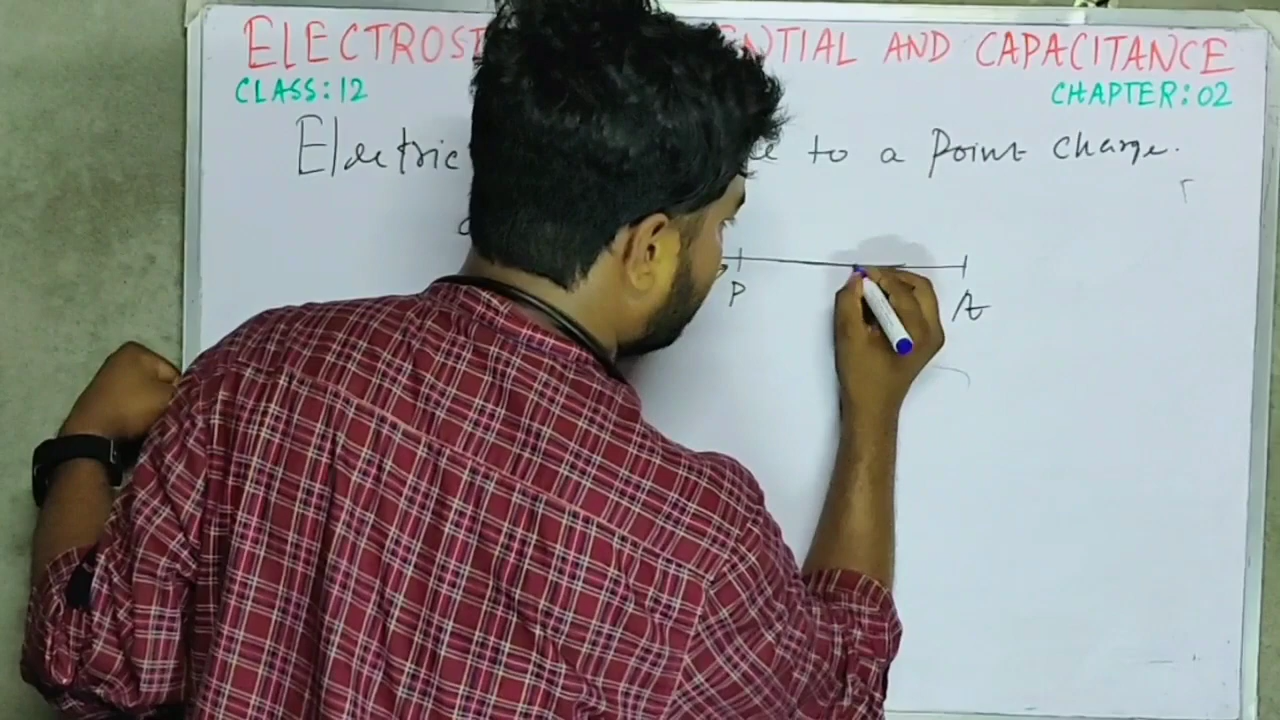 ELECTROST NTIAL AND CAPACITANCE
CLASS:12 CHAPTER:02
Electric to a Point charge.
P A